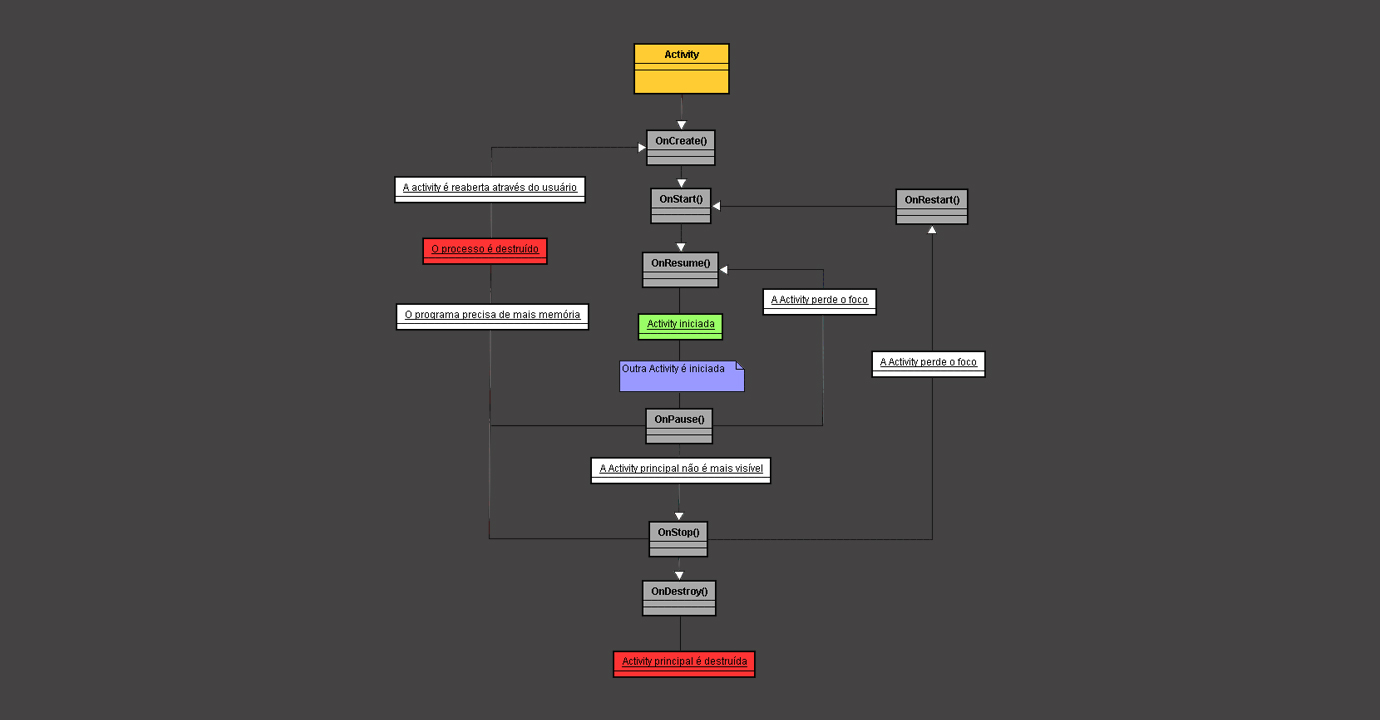 Activity
OnCreate()
A activity é reaberta através do usuário
OnStart()
OnRestart()
O processo é destruído
OnResume()
A Activity perde o foco
O programa precisa de mais memória
Activity iniciada
A Activity perde o foco
Outra Activity é iniciada
OnPause()
A Activity principal não é mais visível
OnStop()
OnDestroy()
Activity principal é destruída